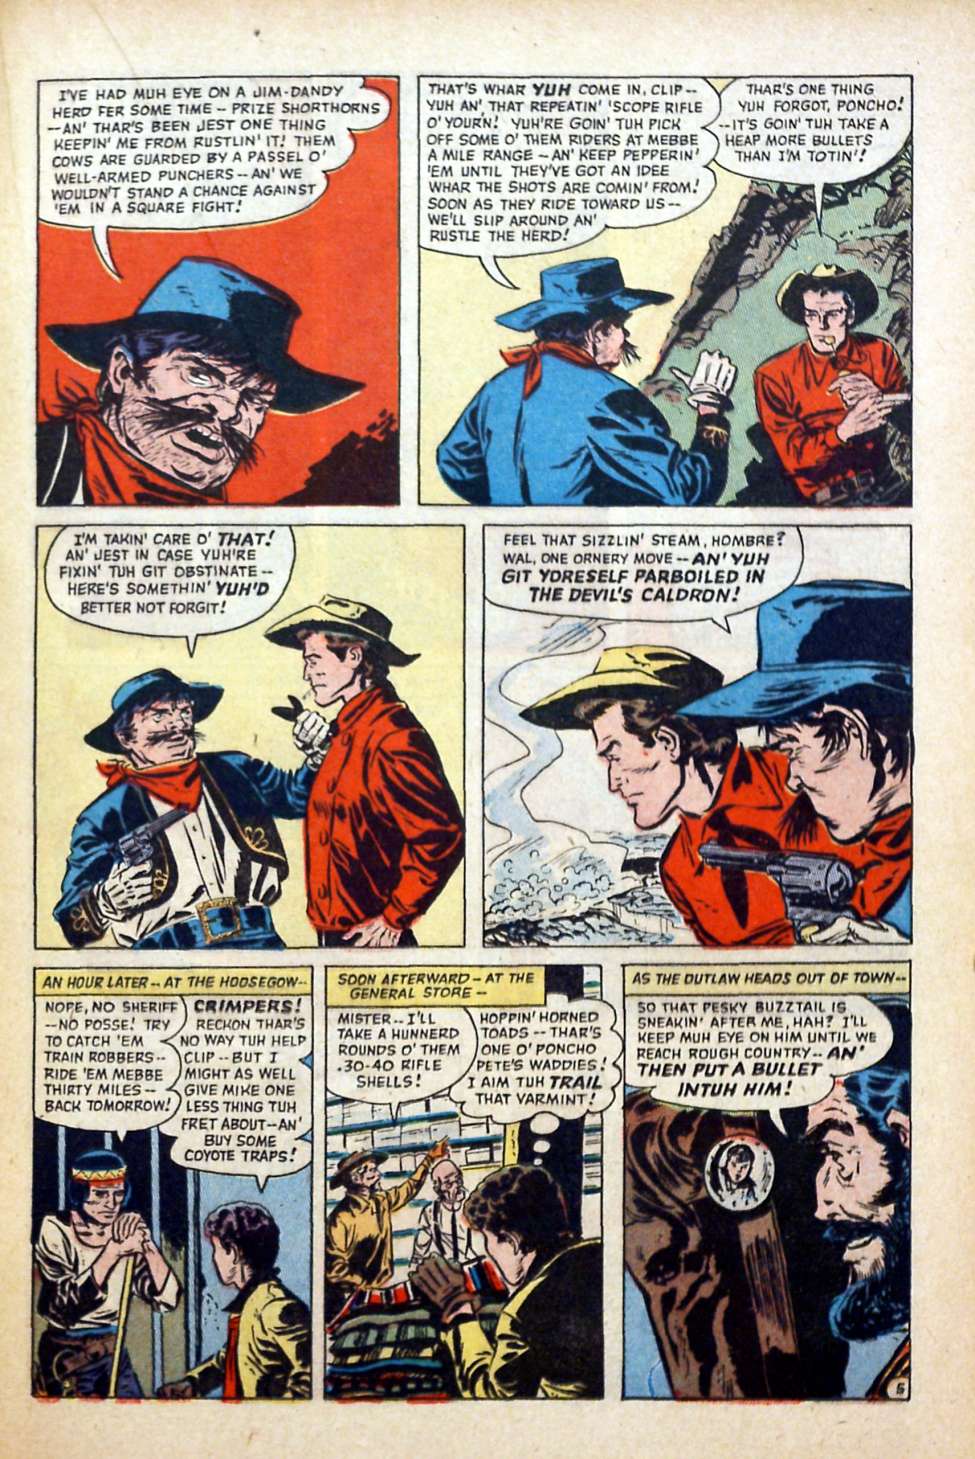 I'VE HAD MUH EYE ON A JIM-DANDY
HERD FER SOME TIME -- PRIZE SHORTHORNS
--AN' THAR'S BEEN JEST ONE THING
KEEPIN' ME FROM RUSTLIN' IT! THEM
COWS ARE GUARDED BY A PASSEL O'
WELL-ARMED PUNCHERS -- AN' WE
WOULDN'T STAND A CHANCE AGAINST
'EM IN A SQUARE FIGHT!
THAT'S WHAR YUH COME IN, CLIP--
YUH AN' THAT REPEATIN' 'SCOPE RIFLE
O' YOURN! YUH'RE GOIN' TUH PICK
OFF SOME O' THEM RIDERS AT MEBBE
A MILE RANGE -- AN' KEEP PEPPERIN'
'EM UNTIL THEY'VE GOT AN IDEE
WHAR THE SHOTS ARE COMIN' FROM!
SOON AS THEY RIDE TOWARD US--
WE'LL SLIP AROUND AN'
RUSTLE THE HERD!
THAR'S ONE THING
YUH FORGOT, PONCHO!
--IT'S GOIN' TUH TAKE A
HEAP MORE BULLETS
THAN I'M TOTIN'!
I'M TAKIN' CARE O' THAT!
AN' JEST IN CASE YUH'RE
FIXIN' TUH GIT OBSTINATE --
HERE'S SOMETHIN' YUH'D
BETTER NOT FORGIT!
FEEL THAT SIZZLIN' STEAM, HOMBRE?
WAL, ONE ORNERY MOVE -- AN' YUH
GIT YORESELF PARBOILED IN
THE DEVIL'S CALDRON!
AN HOUR LATER -- AT THE HOOSEGOW--
NOPE, NO SHERIFF
--NO POSSE! TRY
TO CATCH 'EM
TRAIN ROBBERS--
RIDE 'EM MEBBE
THIRTY MILES--
BACK TOMORROW!
CRIMPERS!
RECKON THAR'S
NO WAY TUH HELP
CLIP -- BUT I
MIGHT AS WELL
GIVE MIKE ONE
LESS THING TUH
FRET ABOUT--AN'
BUY SOME
COYOTE TRAPS!
SOON AFTERWARD -- AT THE
GENERAL STORE --
MISTER -- I'LL
TAKE A HUNNERD
ROUNDS O' THEM
.30-40 RIFLE
SHELLS!
HOPPIN' HORNED
TOADS -- THAR'S
ONE O' PONCHO
PETE'S WADDIES!
I AIM TUH TRAIL
THAT VARMINT!
AS THE OUTLAW HEADS OUT OF TOWN--
SO THAT PESKY BUZZTAIL IS
SNEAKIN' AFTER ME, HAH? I'LL
KEEP MUH EYE ON HIM UNTIL WE
REACH ROUGH COUNTRY -- AN'
THEN PUT A BULLET
INTUH HIM!
5